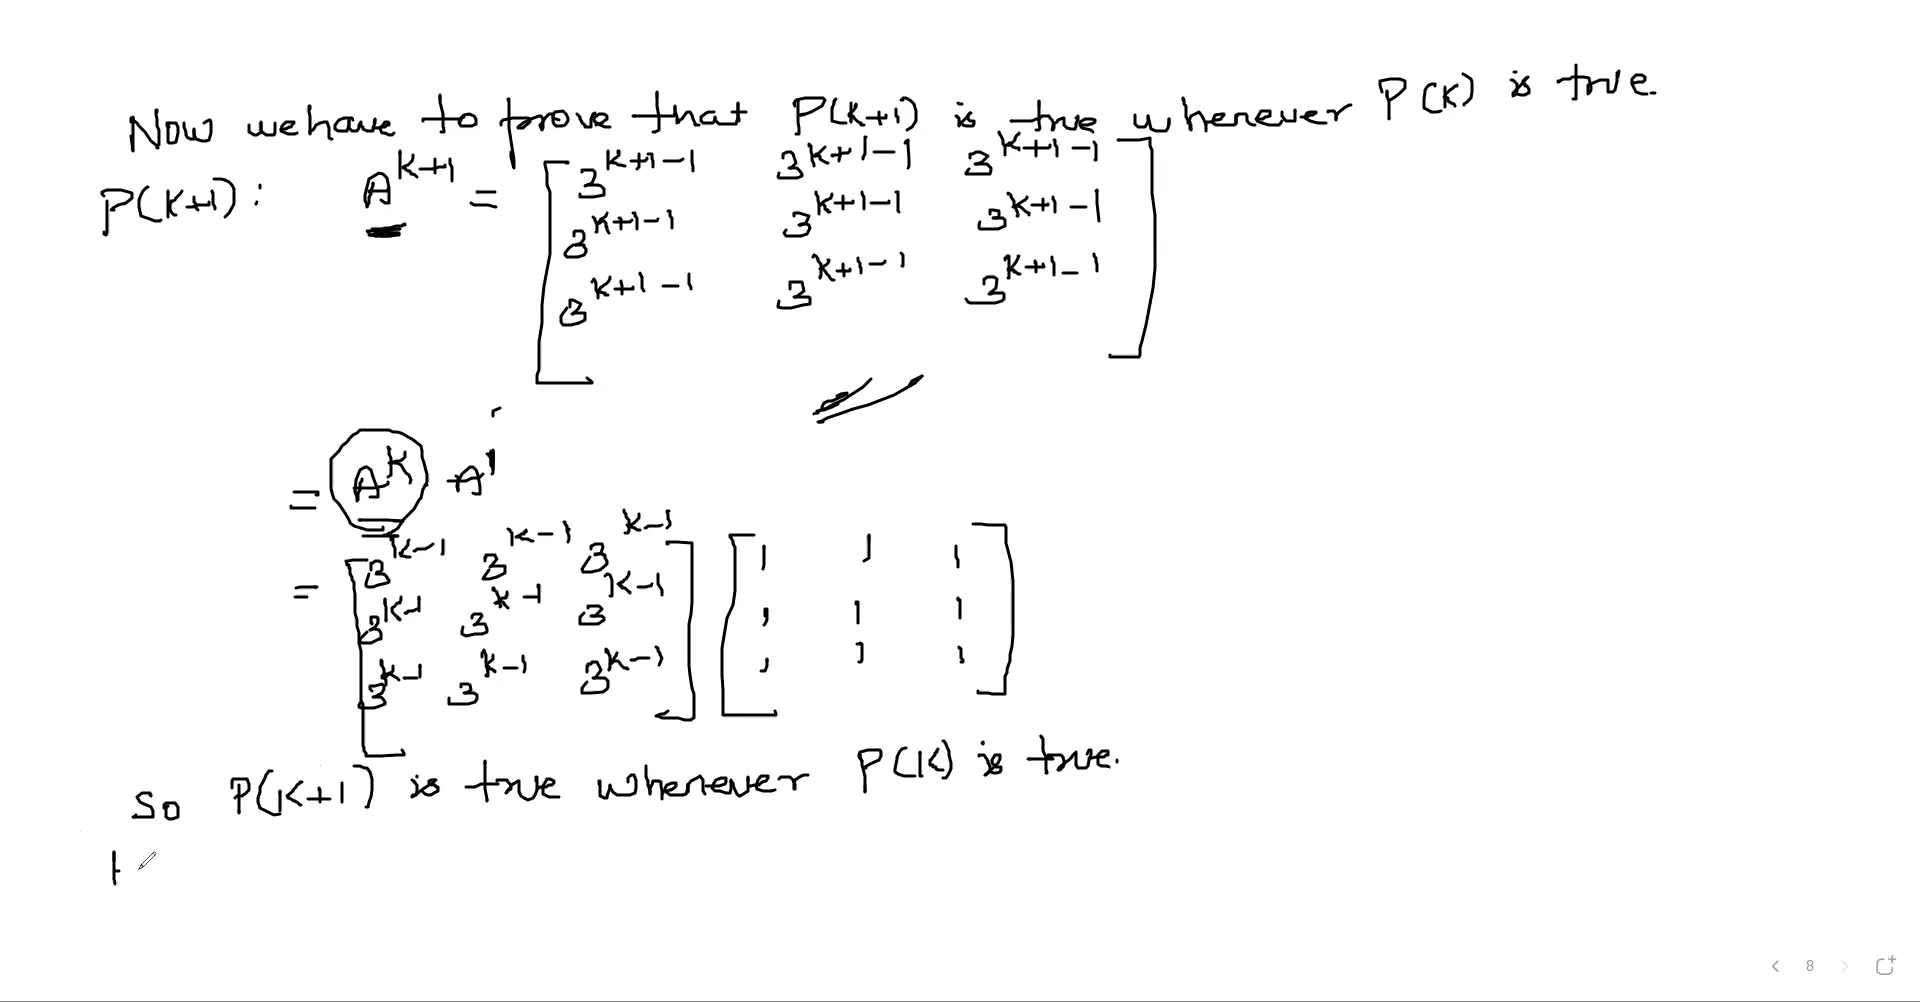 Now we have to prove that P(K+1) is true whenever P(K) is true.
P(K+1): A^{K+1} = [ 3^{K+1-1} 3^{K+1-1} 3^{K+1-1}
3^{K+1-1} 3^{K+1-1} 3^{K+1-1}
3^{K+1-1} 3^{K+1-1} 3^{K+1-1} ]
= A^K · A^1
= [ 3^{K-1} 3^{K-1} 3^{K-1} ] [ 1 1 1
3^{K-1} 3^{K-1} 3^{K-1} 1 1 1
3^{K-1} 3^{K-1} 3^{K-1} ] 1 1 1 ]
So P(K+1) is true whenever P(K) is true.
8